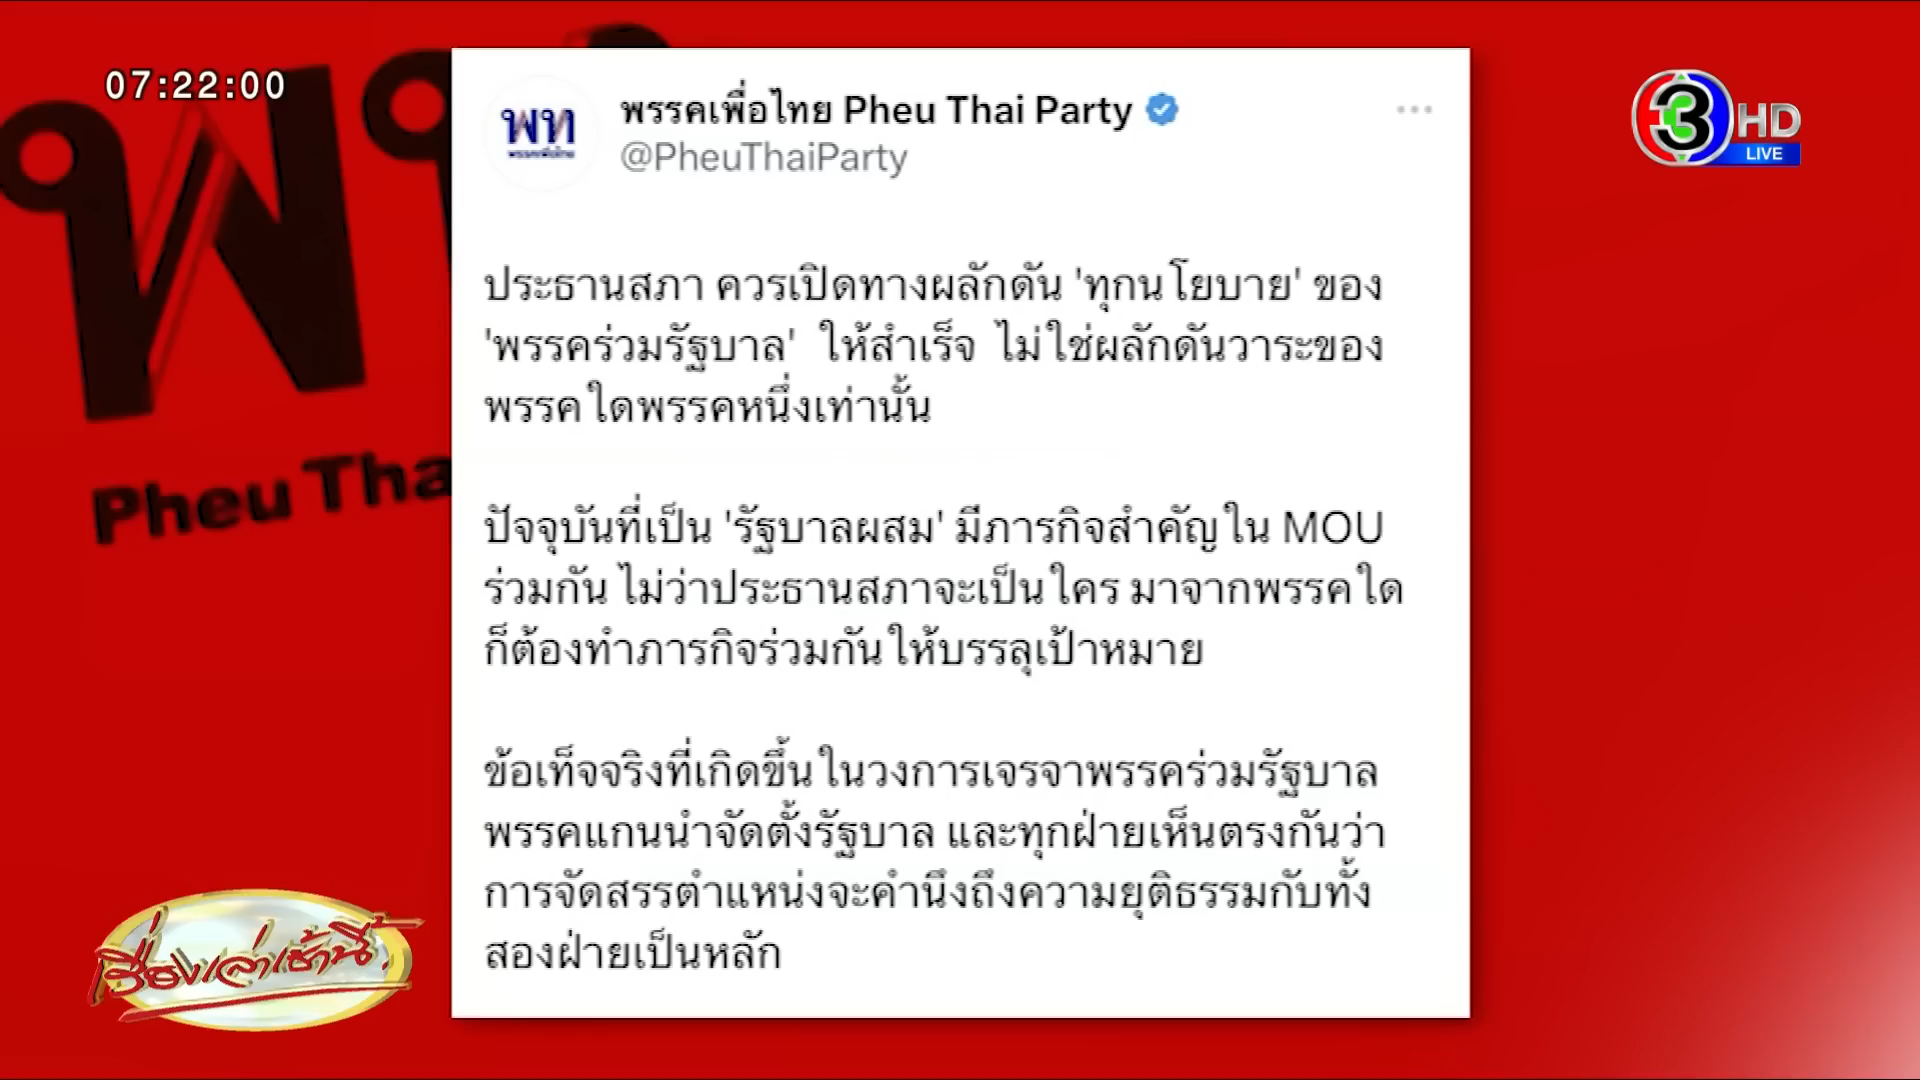 07:22:00
3 HD
LIVE
พท
Pheu Tha
พท
พรรคเพื่อไทย
พรรคเพื่อไทย Pheu Thai Party
@PheuThaiParty
ประธานสภา ควรเปิดทางผลักดัน 'ทุกนโยบาย' ของ
'พรรคร่วมรัฐบาล' ให้สำเร็จ ไม่ใช่ผลักดันวาระของ
พรรคใดพรรคหนึ่งเท่านั้น
ปัจจุบันที่เป็น 'รัฐบาลผสม' มีภารกิจสำคัญใน MOU
ร่วมกัน ไม่ว่าประธานสภาจะเป็นใคร มาจากพรรคใด
ก็ต้องทำภารกิจร่วมกันให้บรรลุเป้าหมาย
ข้อเท็จจริงที่เกิดขึ้นในวงการเจรจาพรรคร่วมรัฐบาล
พรรคแกนนำจัดตั้งรัฐบาล และทุกฝ่ายเห็นตรงกันว่า
การจัดสรรตำแหน่งจะคำนึงถึงความยุติธรรมกับทั้ง
สองฝ่ายเป็นหลัก
เรื่องเล่าเช้านี้